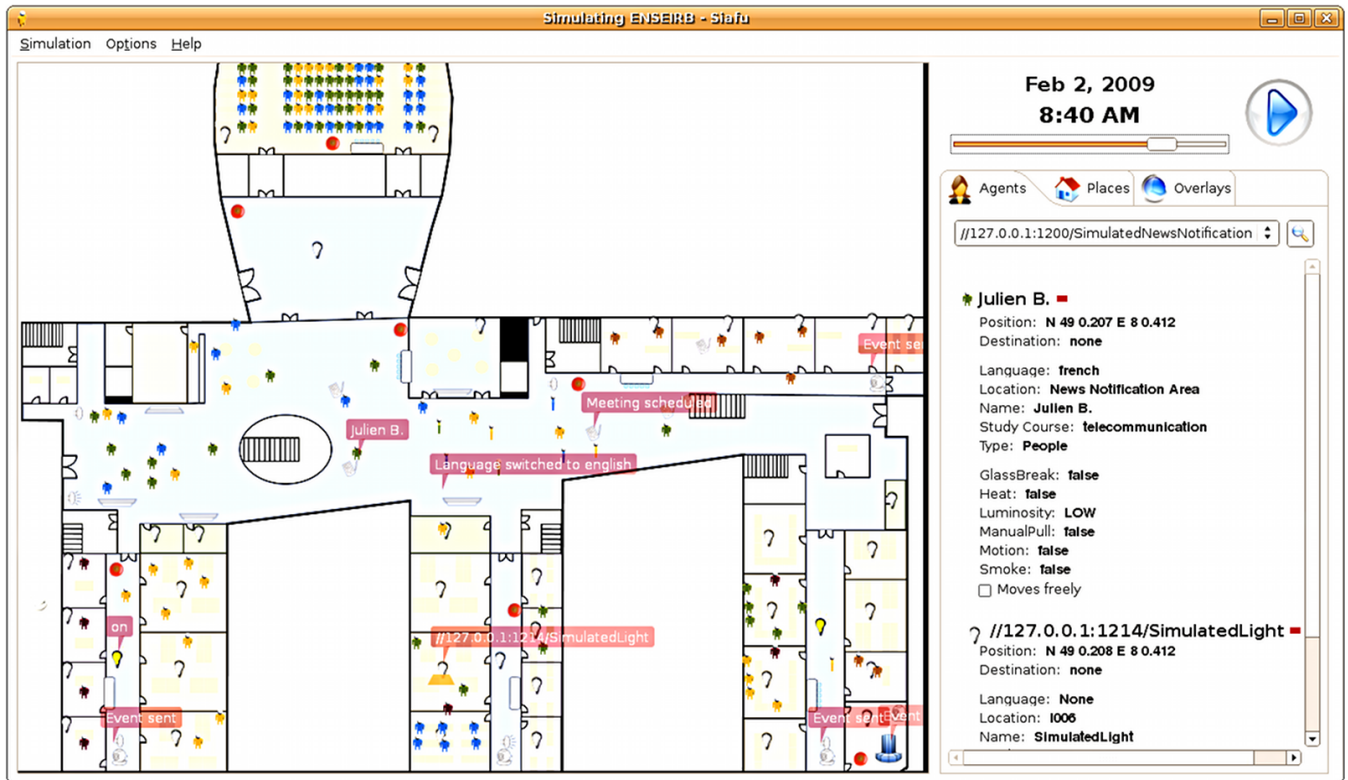 Simulating ENSEIRB - Siafu
Simulation Options Help
Feb 2, 2009
8:40 AM
Agents Places Overlays
//127.0.0.1:1200/SimulatedNewsNotification
Julien B.
Position: N 49 0.207 E 8 0.412
Destination: none
Language: french
Location: News Notification Area
Name: Julien B.
Study Course: telecommunication
Type: People
GlassBreak: false
Heat: false
Luminosity: LOW
ManualPull: false
Motion: false
Smoke: false
Moves freely
//127.0.0.1:1214/SimulatedLight
Position: N 49 0.208 E 8 0.412
Destination: none
Language: None
Location: I006
Name: SimulatedLight
Event se
Meeting scheduled
Julien B.
Language switched to english
on
//127.0.0.1:1214/SimulatedLight
Event sent
Event sent
Event